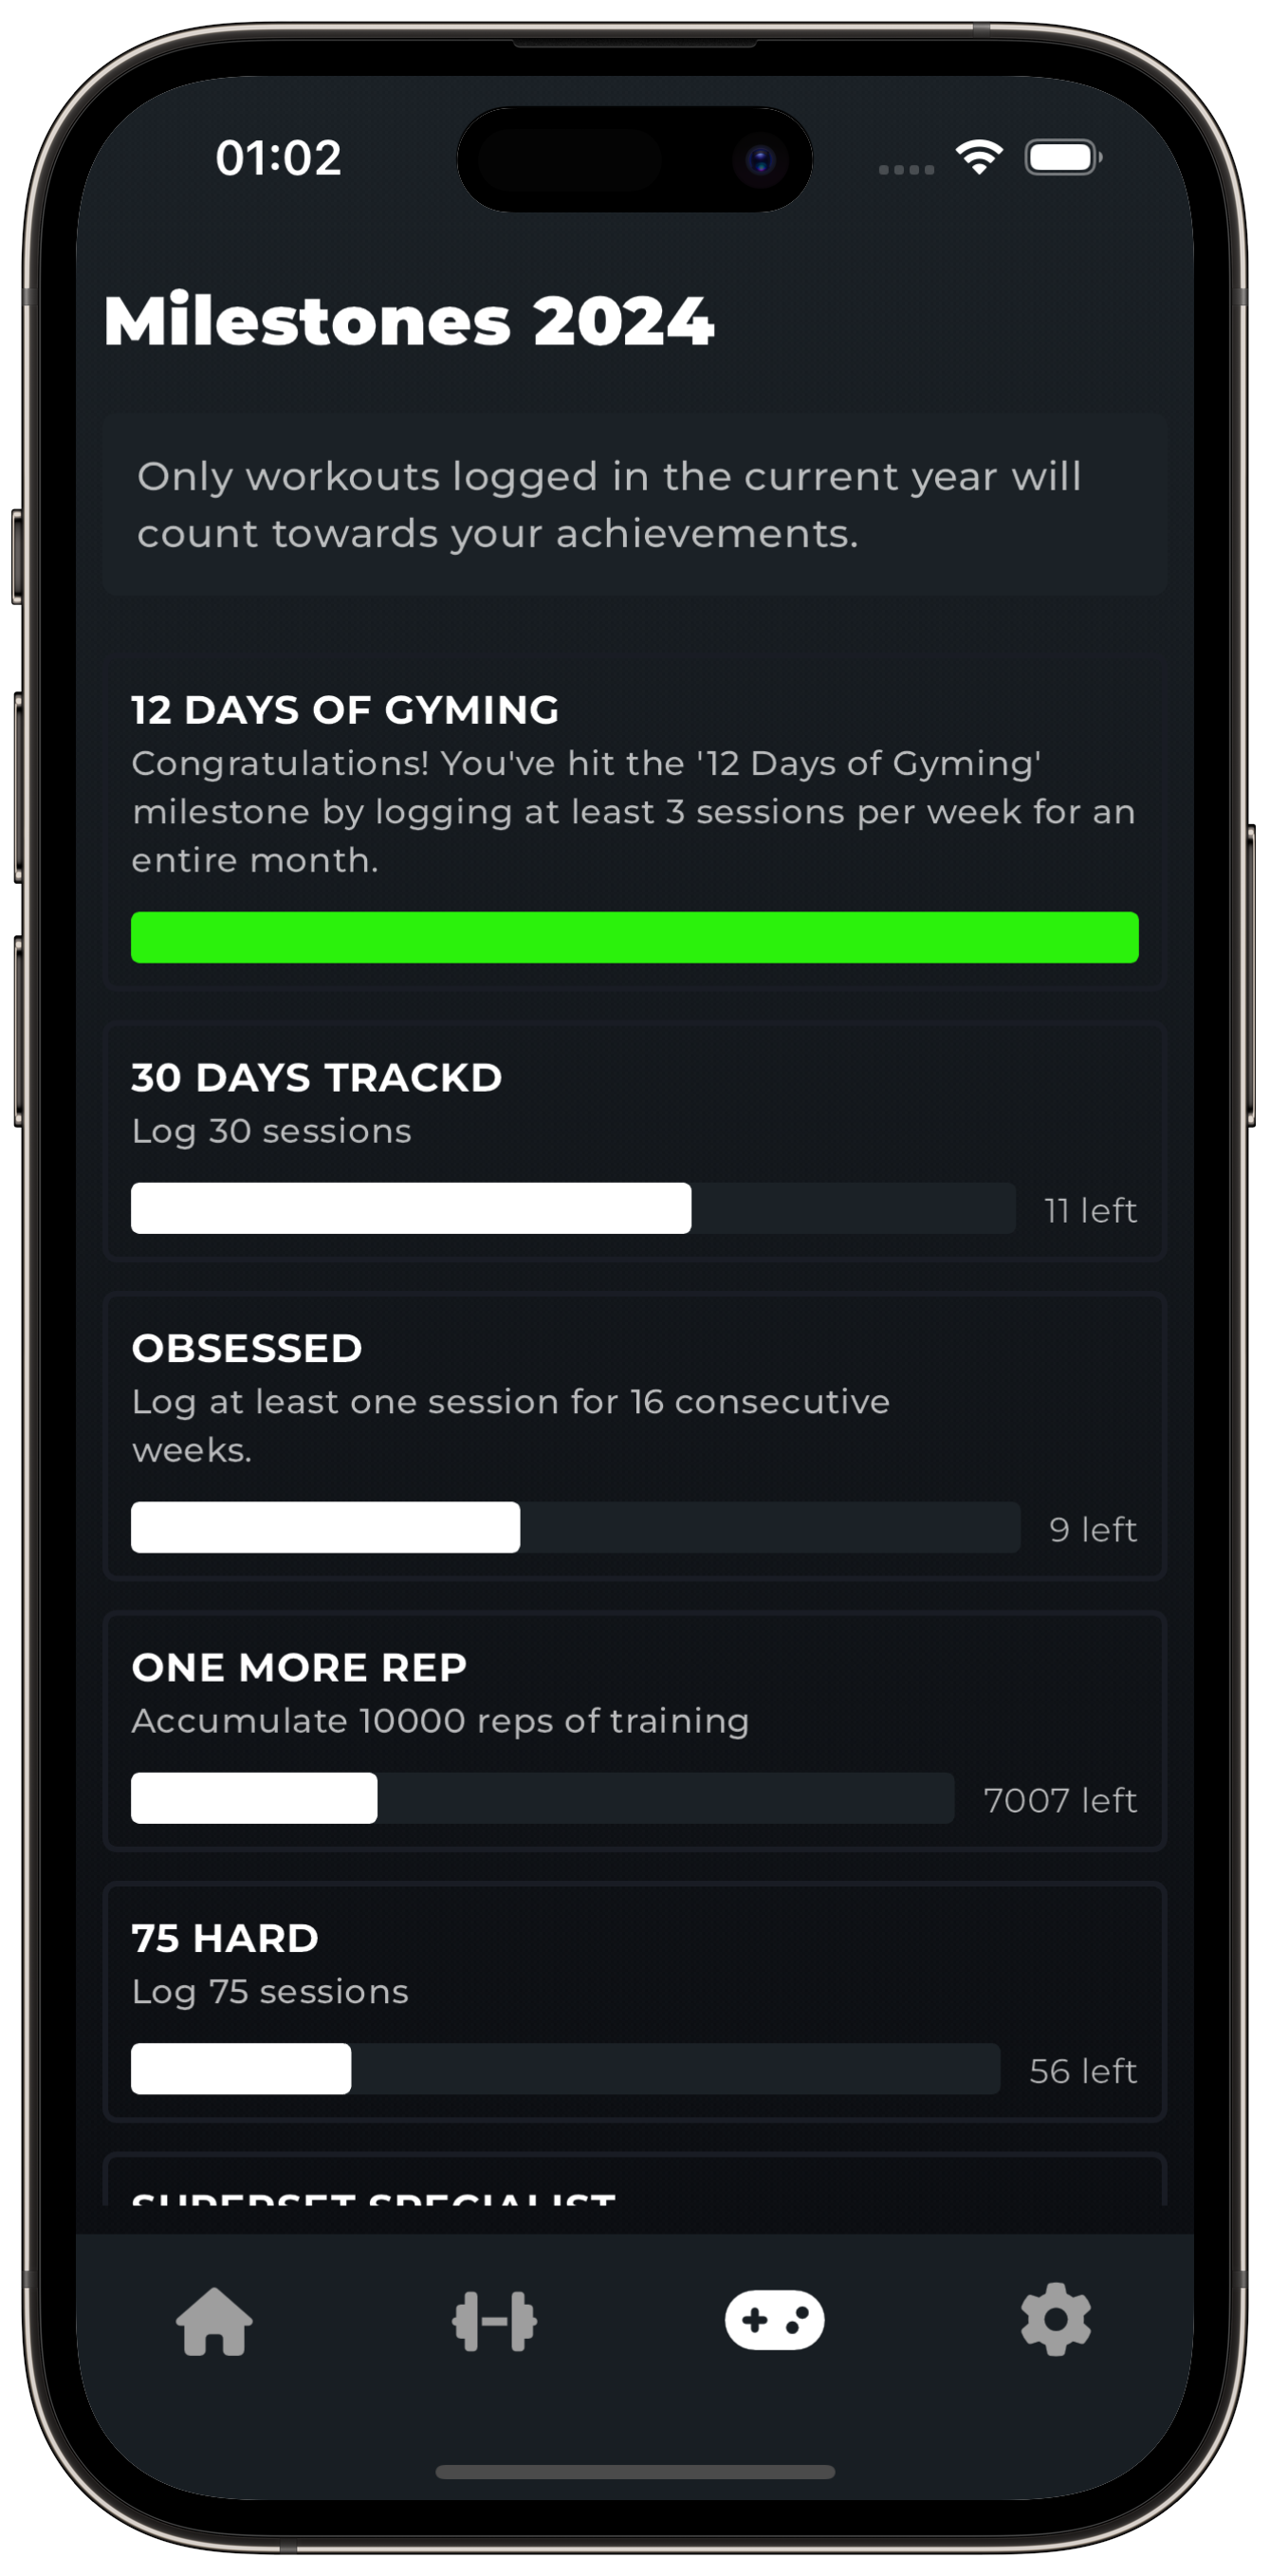 01:02
Milestones 2024
Only workouts logged in the current year will
count towards your achievements.
12 DAYS OF GYMING
Congratulations! You've hit the '12 Days of Gyming'
milestone by logging at least 3 sessions per week for an
entire month.
30 DAYS TRACKD
Log 30 sessions
11 left
OBSESSED
Log at least one session for 16 consecutive
weeks.
9 left
ONE MORE REP
Accumulate 10000 reps of training
7007 left
75 HARD
Log 75 sessions
56 left
SUPERSET SPECIALIST